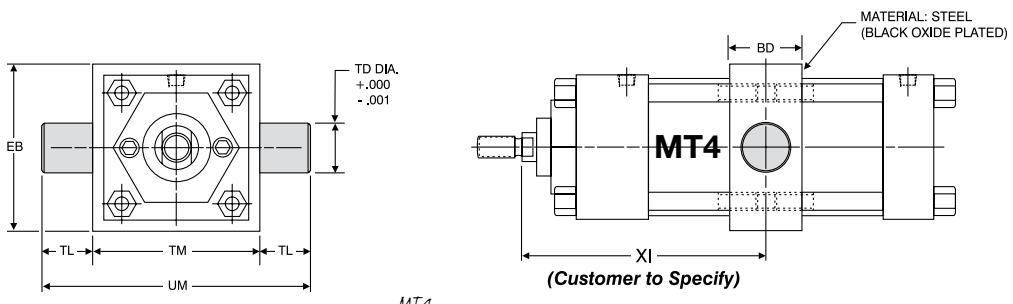 MATERIAL: STEEL
(BLACK OXIDE PLATED)
BD
TD DIA.
+.000
- .001
EB
MT4
TL
TM
TL
XI
(Customer to Specify)
UM
MT4